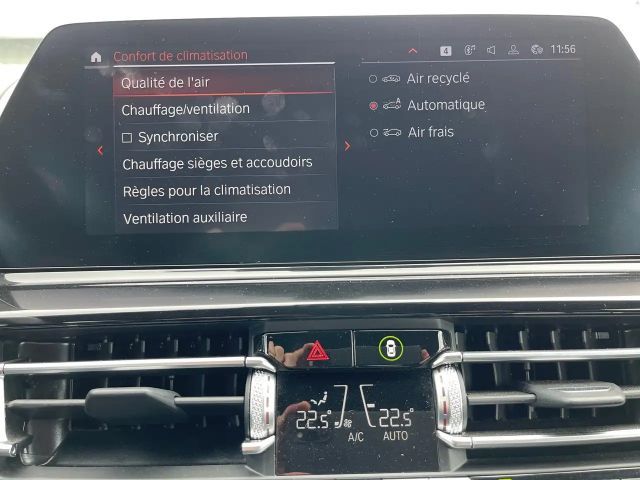 Confort de climatisation
4
11:56
Qualité de l'air
Chauffage/ventilation
Synchroniser
Chauffage sièges et accoudoirs
Règles pour la climatisation
Ventilation auxiliaire
Air recyclé
A Automatique
Air frais
22.5° 22.5°
A/C AUTO